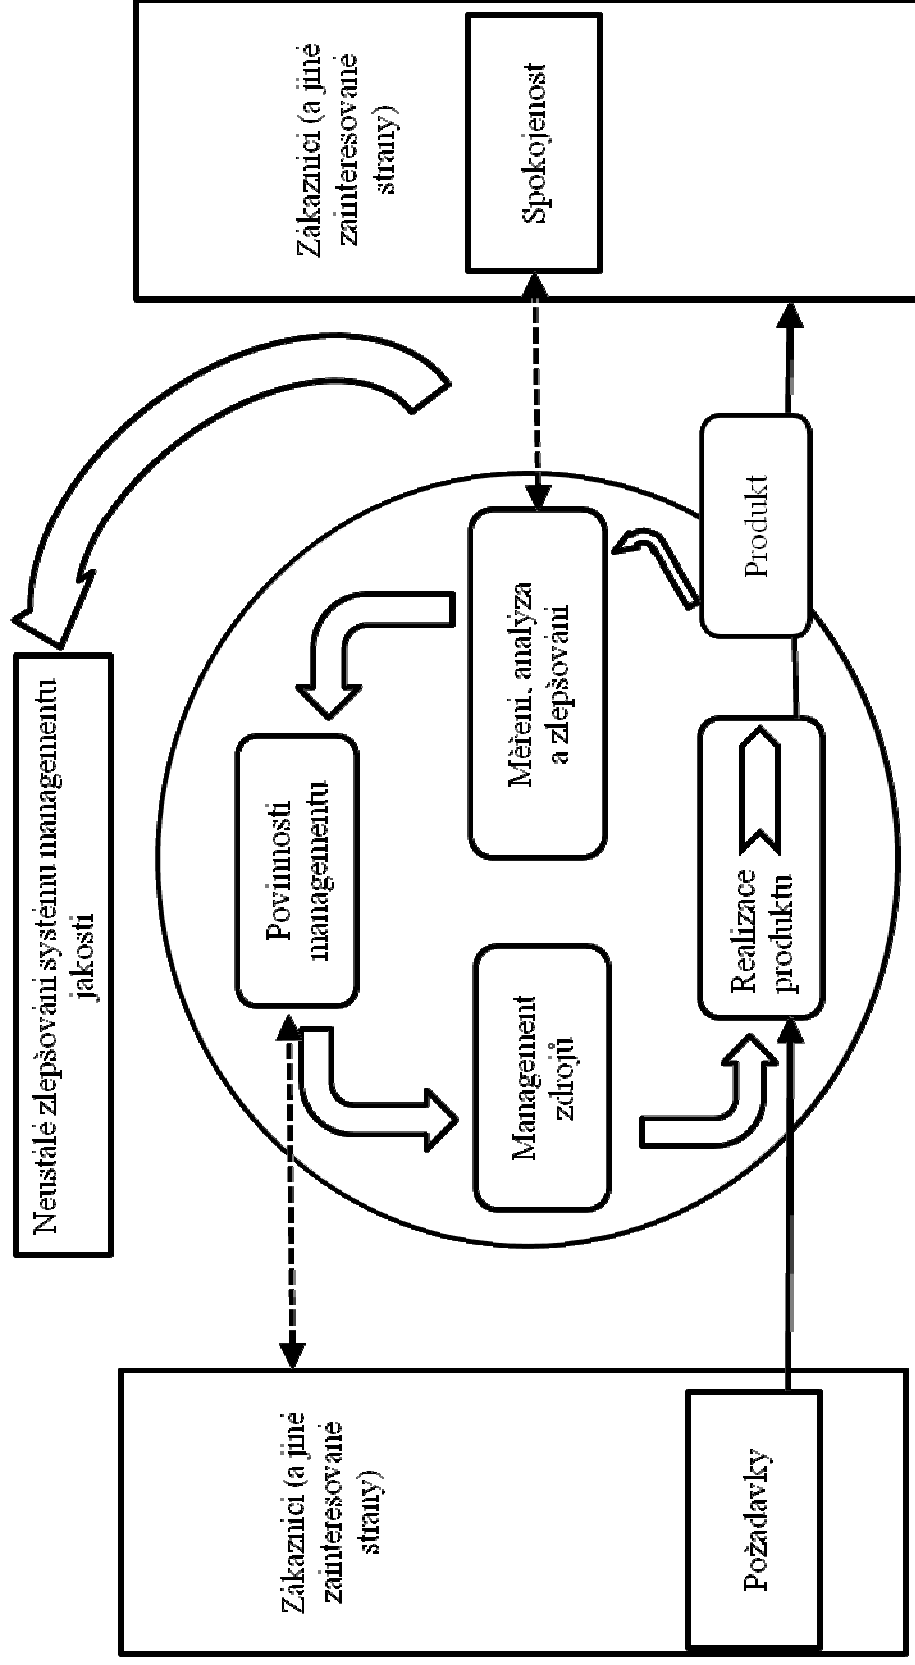 Neustálé zlepšování systému managementu
jakosti
Zákazníci (a jiné
zainteresované
strany)
Zákazníci (a jiné
zainteresované
strany)
Povinnosti
managementu
Management
zdrojů
Měření, analýza
a zlepšování
Spokojenost
Požadavky
Realizace
produktu
Produkt